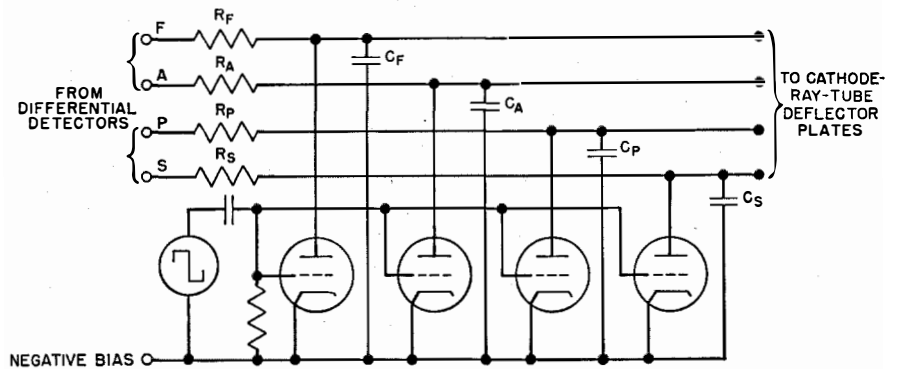 F
R_F
C_F
A
R_A
C_A
FROM
DIFFERENTIAL
DETECTORS
P
R_P
C_P
S
R_S
C_S
TO CATHODE-
RAY-TUBE
DEFLECTOR
PLATES
NEGATIVE BIAS